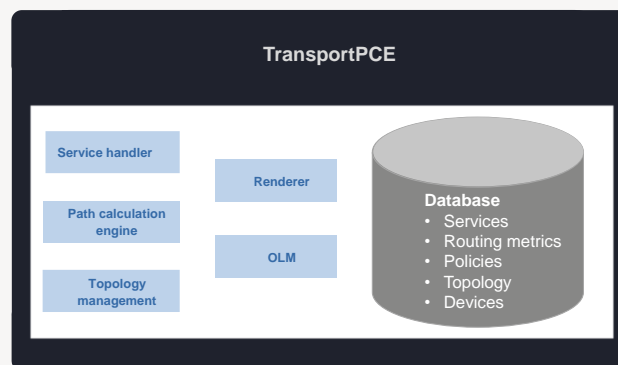 TransportPCE
Service handler
Path calculation
engine
Topology
management
Renderer
OLM
Database
• Services
• Routing metrics
• Policies
• Topology
• Devices